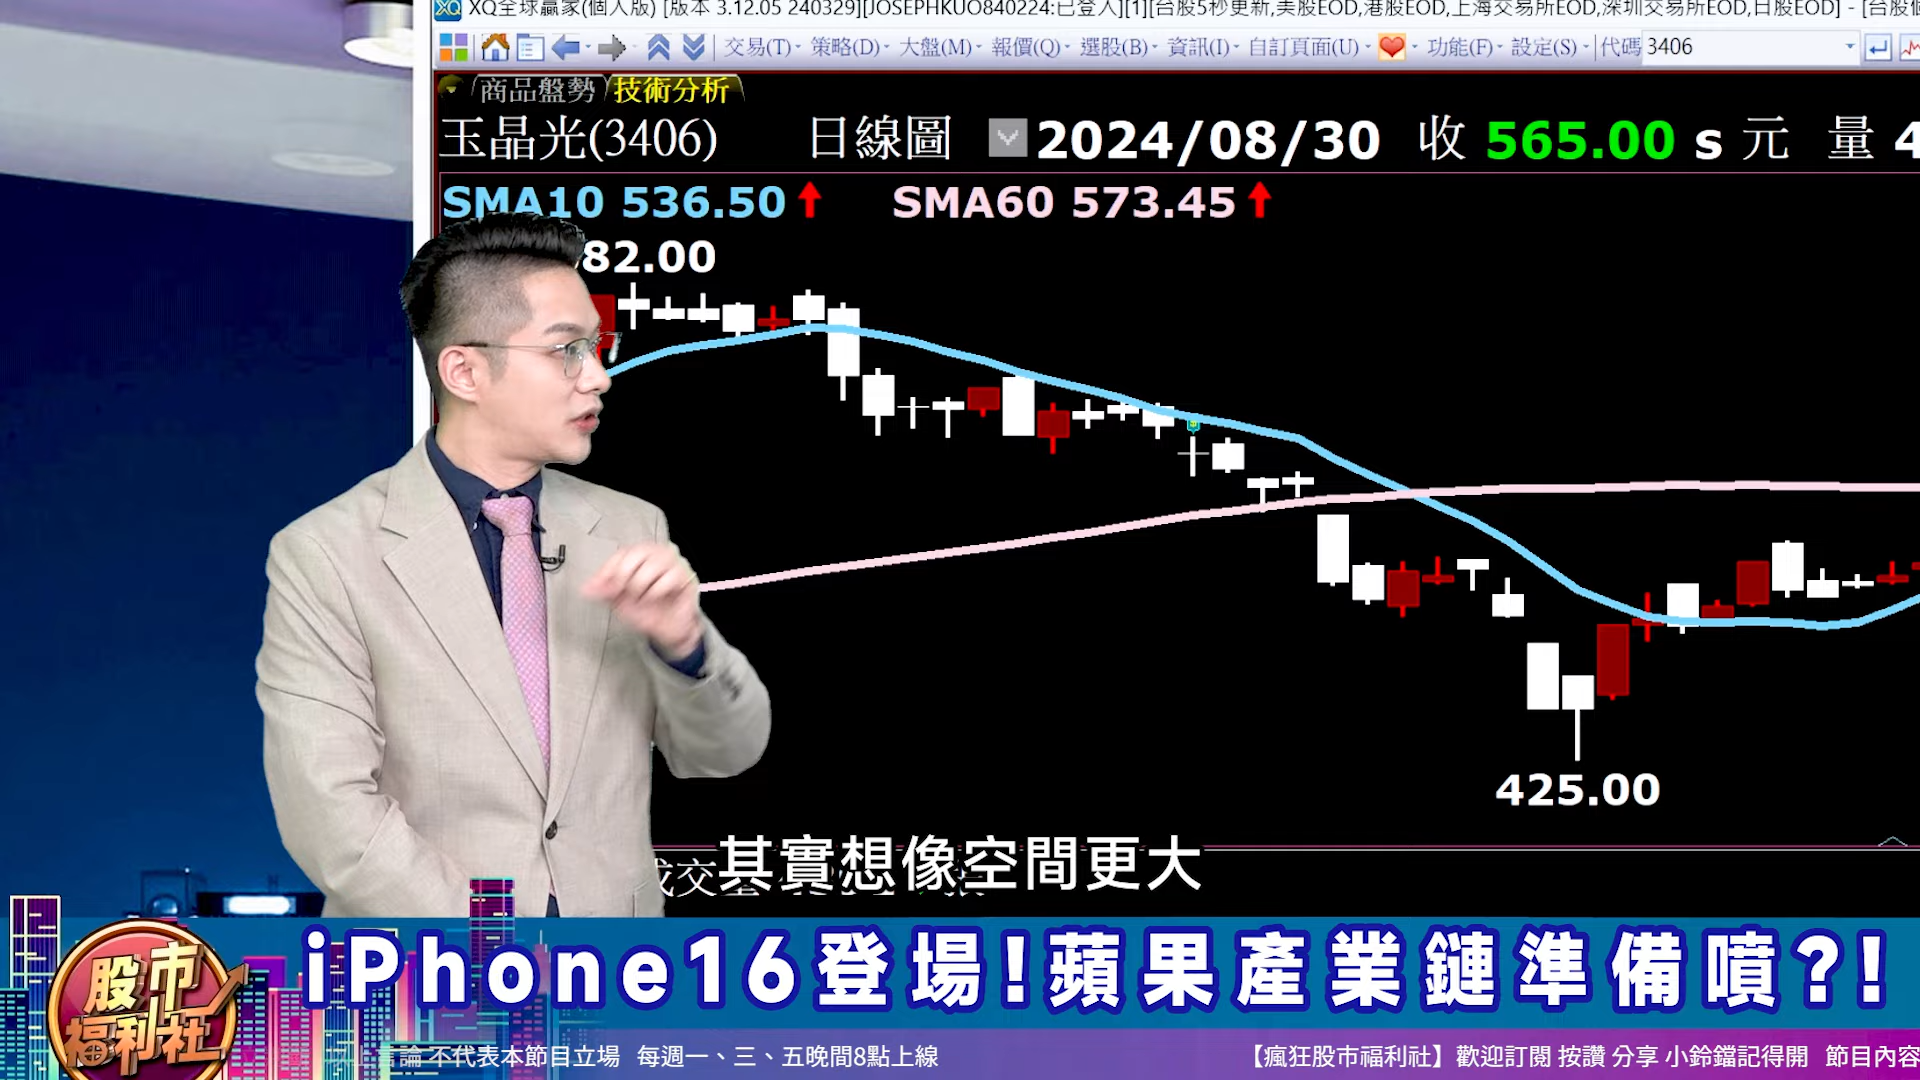 XQ全球贏家(個人版) [版本 3.12.05 240329][JOSEPHKUO840224:已登入][1][台股5秒更新,美股EOD,港股EOD,上海交易所EOD,深圳交易所EOD,日股EOD] - [台股個
交易(T) 策略(D) 大盤(M) 報價(Q) 選股(B) 資訊(I) 自訂頁面(U) 功能(F) 設定(S) 代碼 3406
商品盤勢 技術分析
玉晶光(3406) 日線圖 2024/08/30 收 565.00 s 元 量 4
SMA10 536.50 SMA60 573.45
82.00
425.00
其實想像空間更大
iPhone16登場!蘋果產業鏈準備噴?!
股市
福利社
言論 不代表本節目立場 每週一、三、五晚間8點上線
【瘋狂股市福利社】歡迎訂閱 按讚 分享 小鈴鐺記得開 節目內容